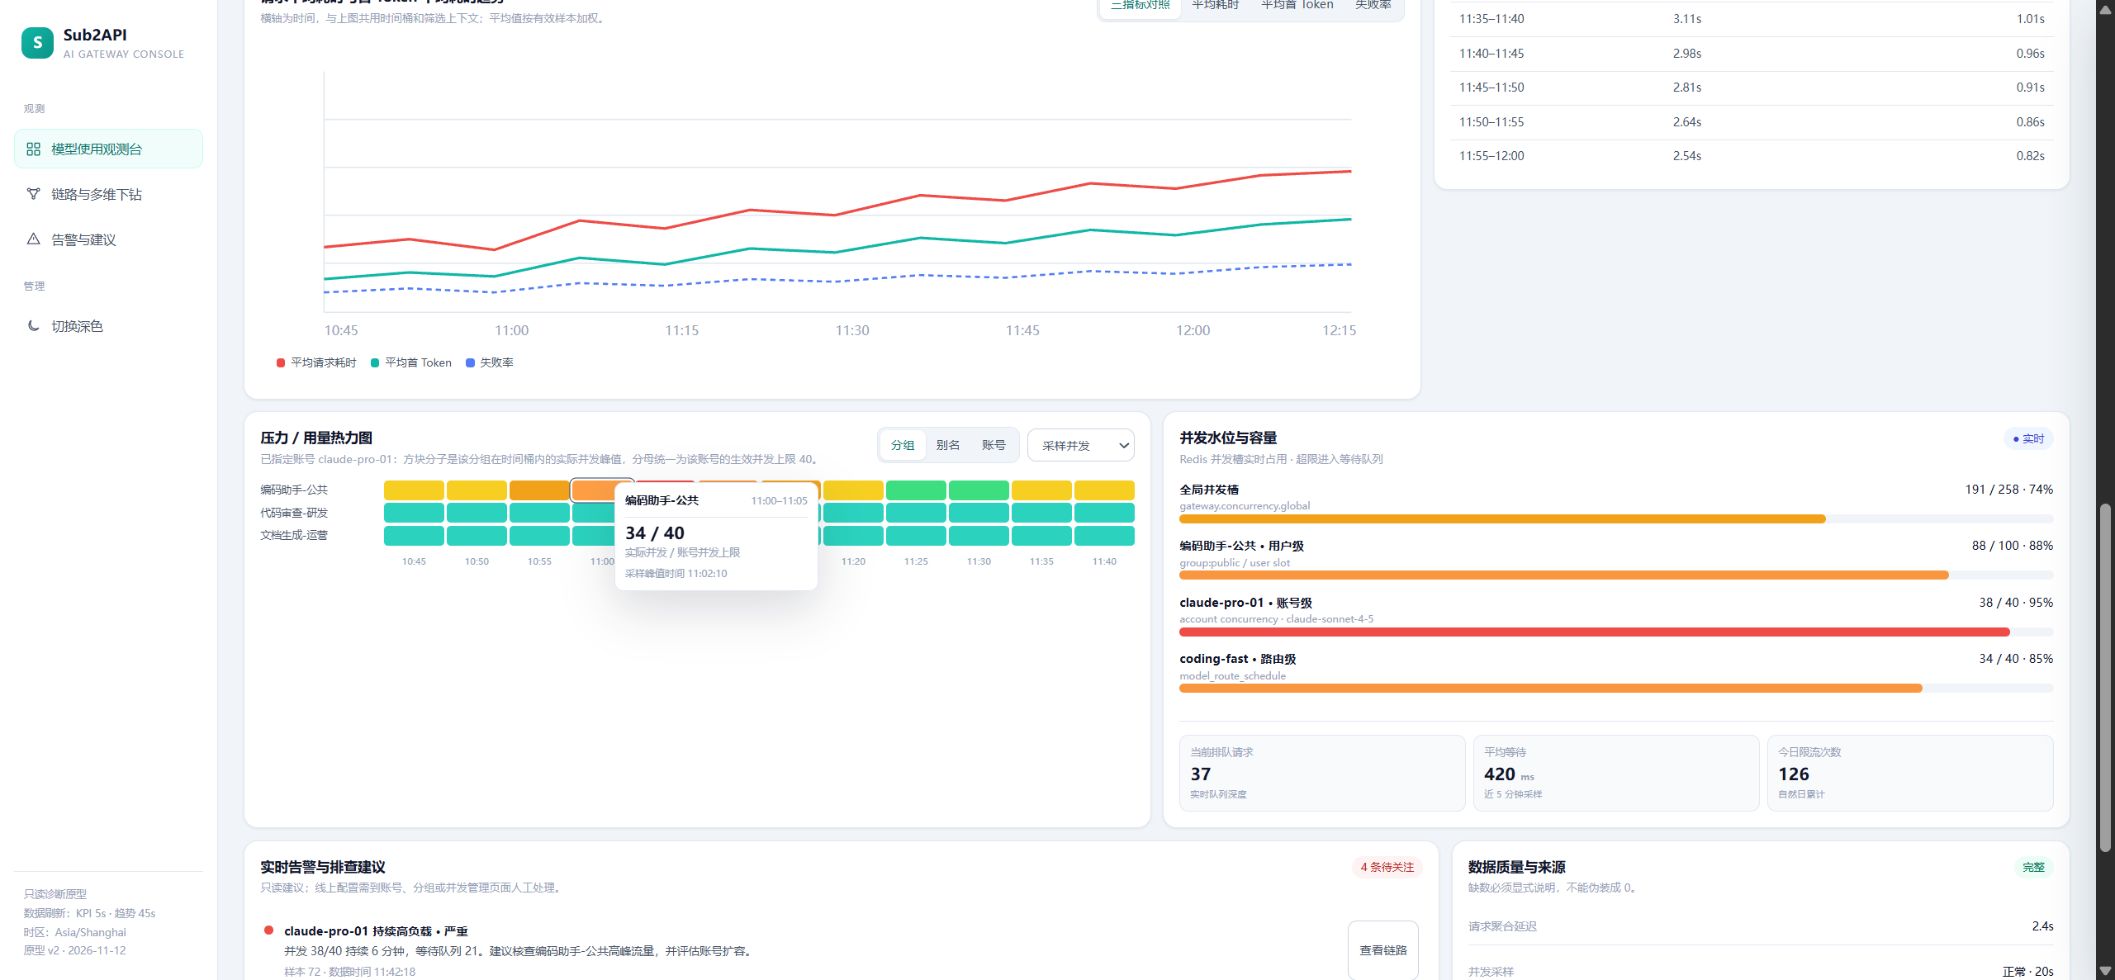 S
Sub2API
AI GATEWAY CONSOLE
观测
模型使用观测台
链路与多维下钻
告警与建议
管理
切换深色
只读诊断原型
数据刷新：KPI 5s · 趋势 45s
时区：Asia/Shanghai
原型 v2 · 2026-11-12
横轴为时间，与上图共用时间桶和筛选上下文；平均值按有效样本加权。
三指标对照 平均耗时 平均首 Token 失败率
10:45 11:00 11:15 11:30 11:45 12:00 12:15
平均请求耗时 平均首 Token 失败率
11:35–11:40 3.11s 1.01s
11:40–11:45 2.98s 0.96s
11:45–11:50 2.81s 0.91s
11:50–11:55 2.64s 0.86s
11:55–12:00 2.54s 0.82s
压力 / 用量热力图
已指定账号 claude-pro-01：方块分子是该分组在时间桶内的实际并发峰值，分母统一为该账号的生效并发上限 40。
分组 别名 账号 采样并发
编码助手-公共
代码审查-研发
文档生成-运营
10:45 10:50 10:55 11:00 11:20 11:25 11:30 11:35 11:40
编码助手-公共 11:00–11:05
34 / 40
实际并发 / 账号并发上限
采样峰值时间 11:02:10
并发水位与容量
实时
Redis 并发槽实时占用 · 超限进入等待队列
全局并发槽 191 / 258 · 74%
gateway.concurrency.global
编码助手-公共 • 用户级 88 / 100 · 88%
group:public / user slot
claude-pro-01 • 账号级 38 / 40 · 95%
account concurrency · claude-sonnet-4-5
coding-fast • 路由级 34 / 40 · 85%
model_route_schedule
当前排队请求
37
实时队列深度
平均等待
420 ms
近 5 分钟采样
今日限流次数
126
自然日累计
实时告警与排查建议
4 条待关注
只读建议；线上配置需到账号、分组或并发管理页面人工处理。
claude-pro-01 持续高负载 • 严重
并发 38/40 持续 6 分钟，等待队列 21。建议核查编码助手-公共高峰流量，并评估账号扩容。
样本 72 · 数据时间 11:42:18
查看链路
数据质量与来源
完整
缺数必须显式说明，不能伪装成 0。
请求聚合延迟 2.4s
并发采样 正常 · 20s